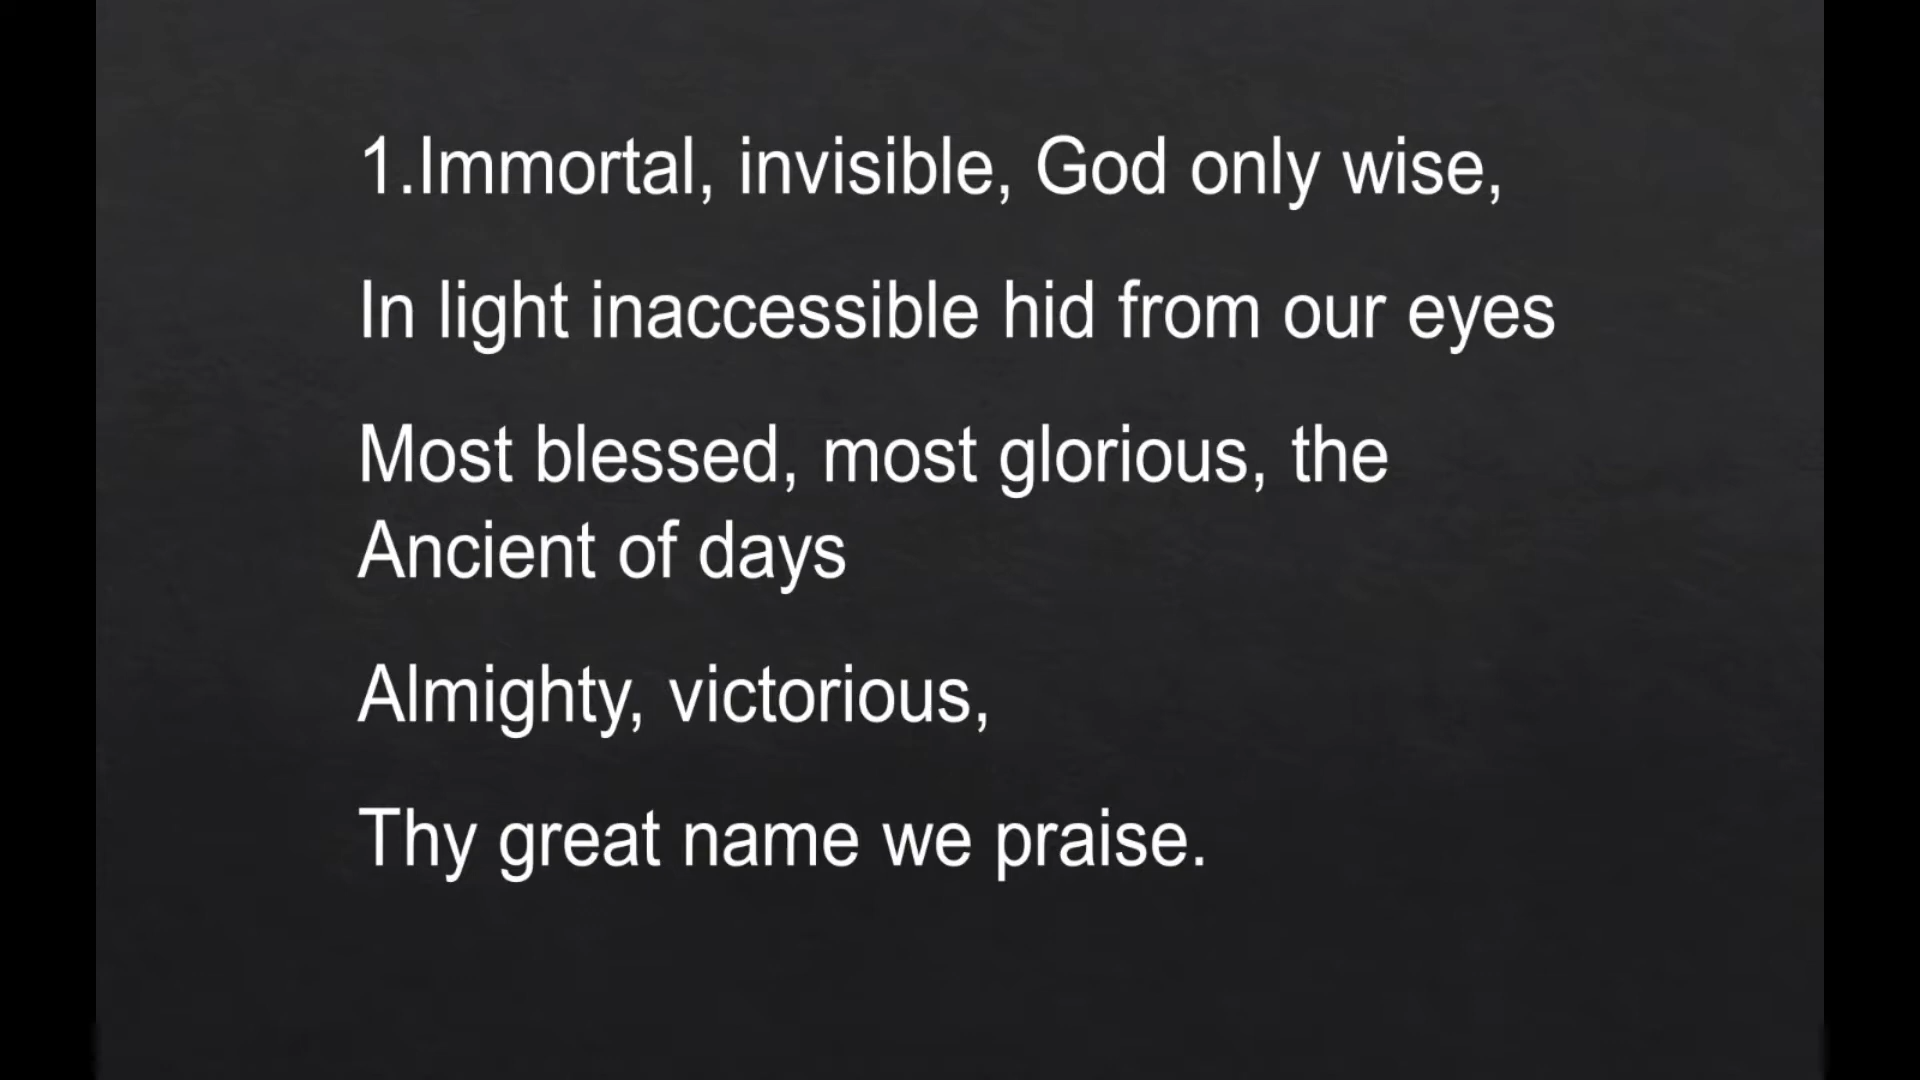 1.Immortal, invisible, God only wise,
In light inaccessible hid from our eyes
Most blessed, most glorious, the
Ancient of days
Almighty, victorious,
Thy great name we praise.